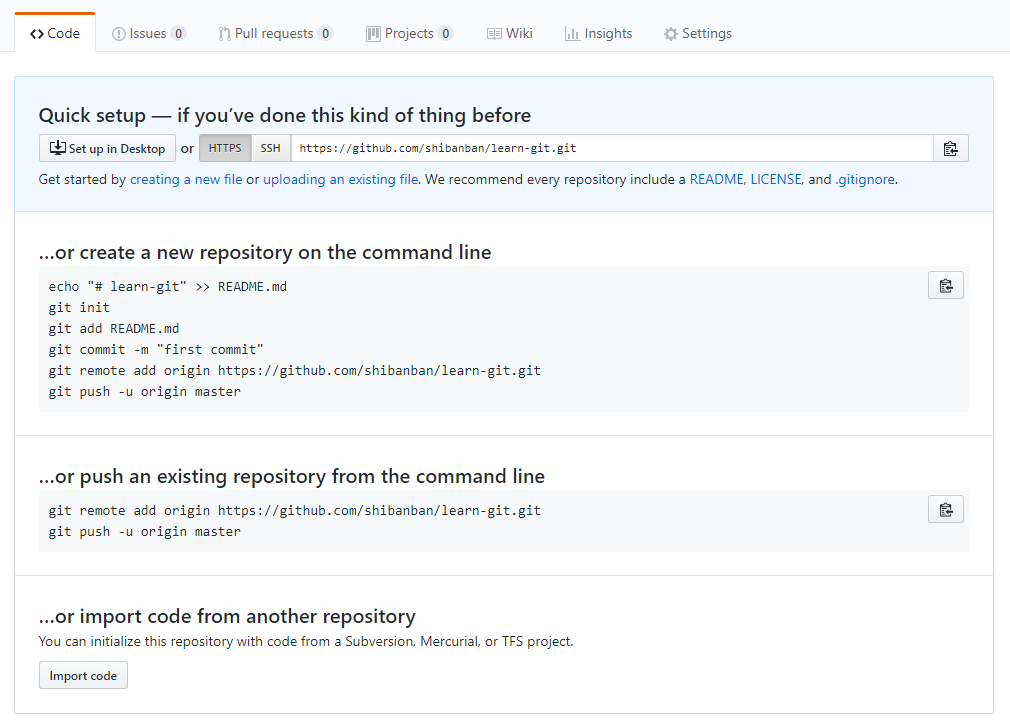 Code Issues 0 Pull requests 0 Projects 0 Wiki Insights Settings
Quick setup — if you’ve done this kind of thing before
Set up in Desktop or HTTPS SSH https://github.com/shibanban/learn-git.git
Get started by creating a new file or uploading an existing file. We recommend every repository include a README, LICENSE, and .gitignore.
…or create a new repository on the command line
echo "# learn-git" >> README.md
git init
git add README.md
git commit -m "first commit"
git remote add origin https://github.com/shibanban/learn-git.git
git push -u origin master
…or push an existing repository from the command line
git remote add origin https://github.com/shibanban/learn-git.git
git push -u origin master
…or import code from another repository
You can initialize this repository with code from a Subversion, Mercurial, or TFS project.
Import code